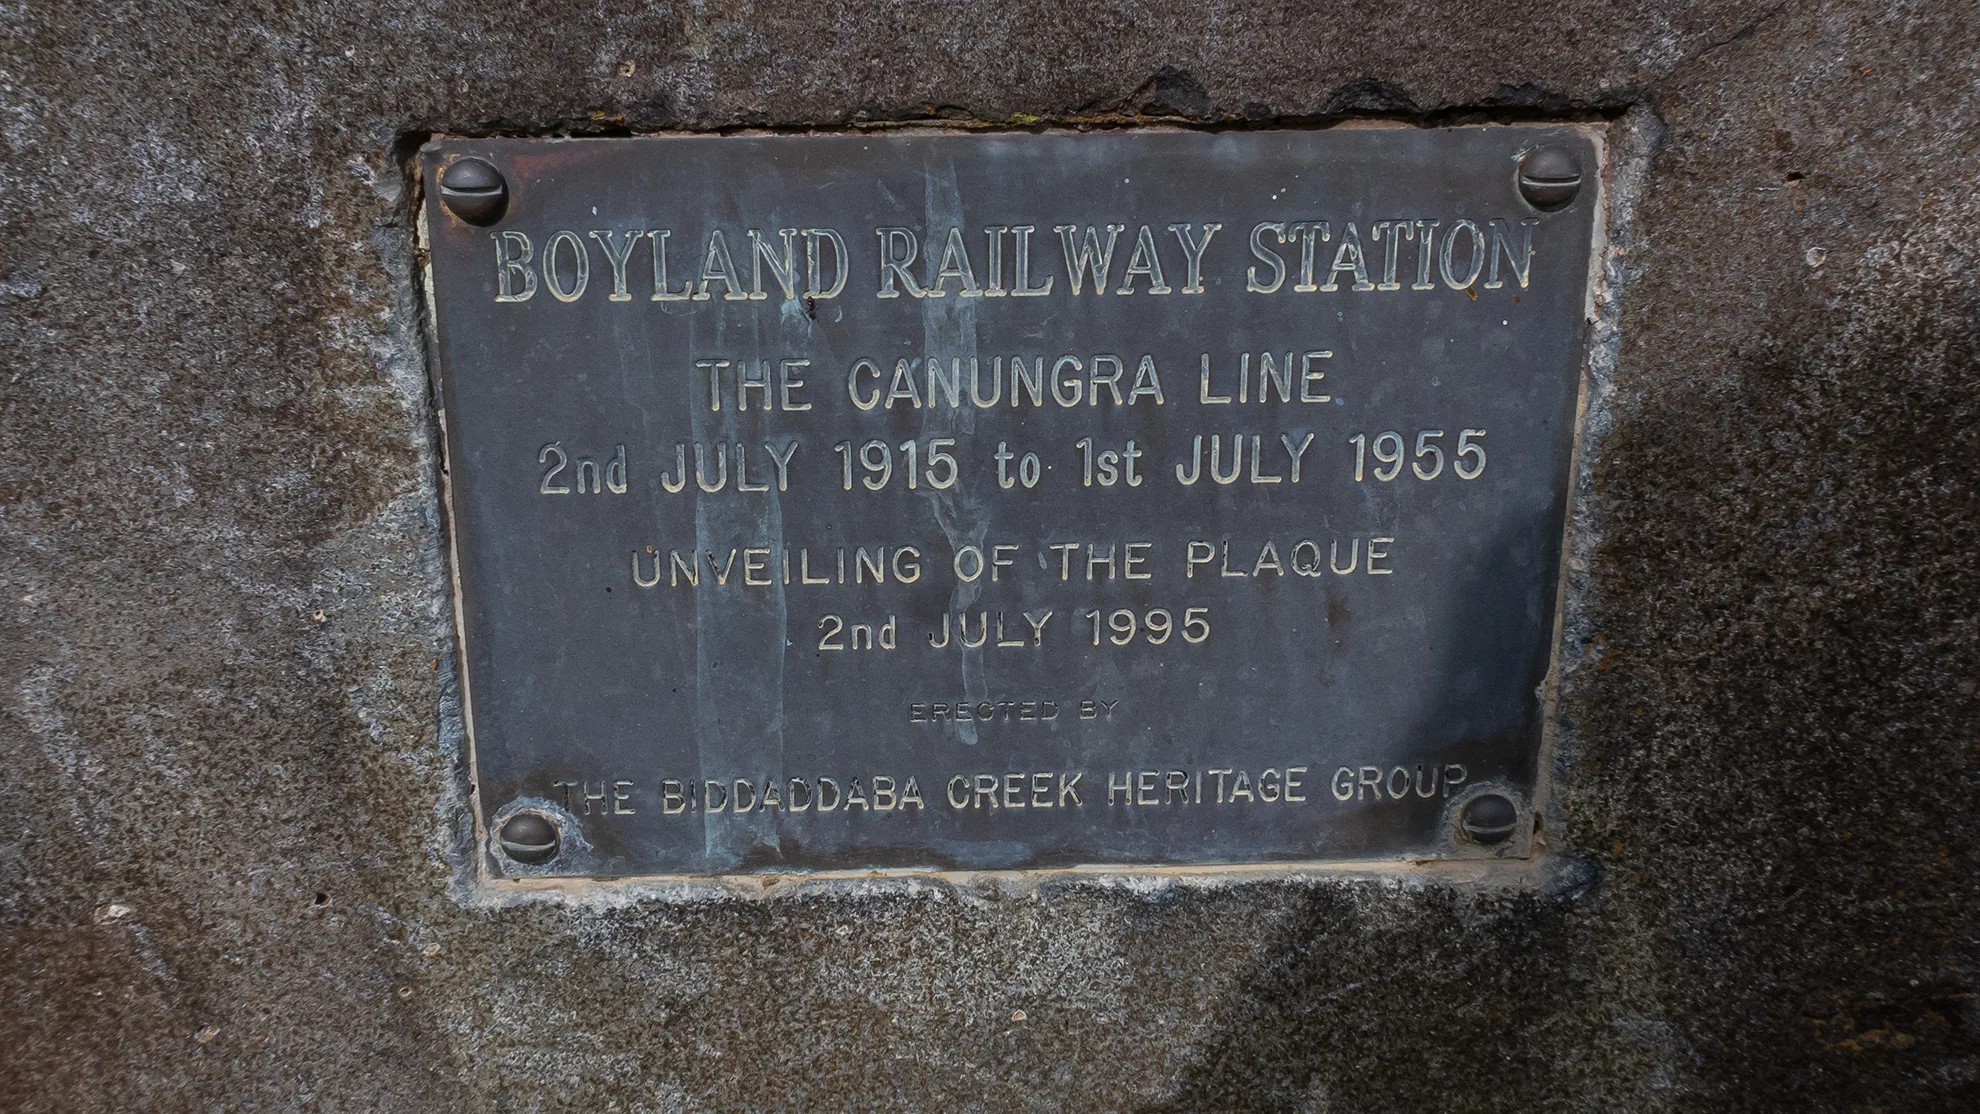 BOYLAND RAILWAY STATION
THE CANUNGRA LINE
2nd JULY 1915 to 1st JULY 1955
UNVEILING OF THE PLAQUE
2nd JULY 1995
ERECTED BY
THE BIDDADDABA CREEK HERITAGE GROUP